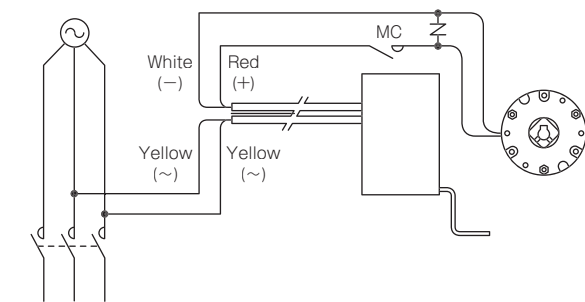 MC
White
(−)
Red
(+)
Yellow
(~)
Yellow
(~)